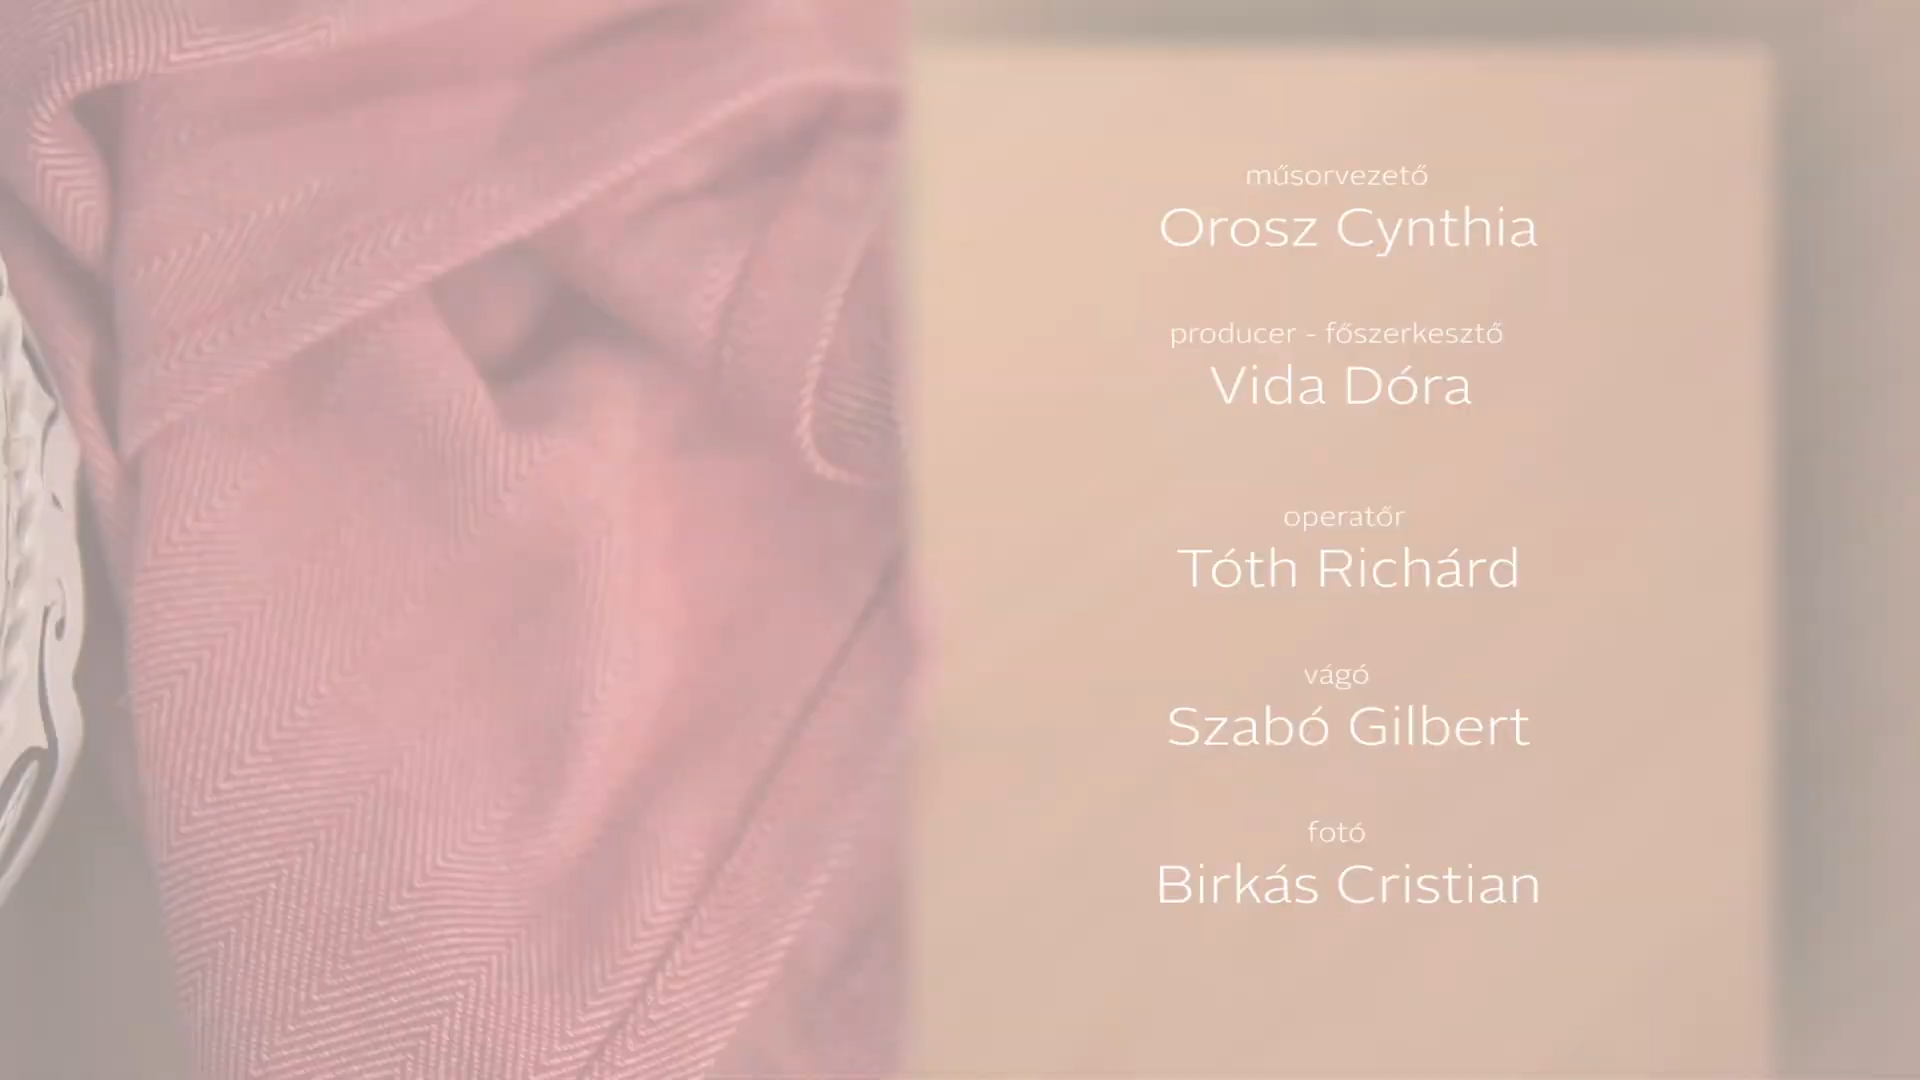 műsorvezető
Orosz Cynthia
producer - főszerkesztő
Vida Dóra
operatőr
Tóth Richárd
vágó
Szabó Gilbert
fotó
Birkás Cristian